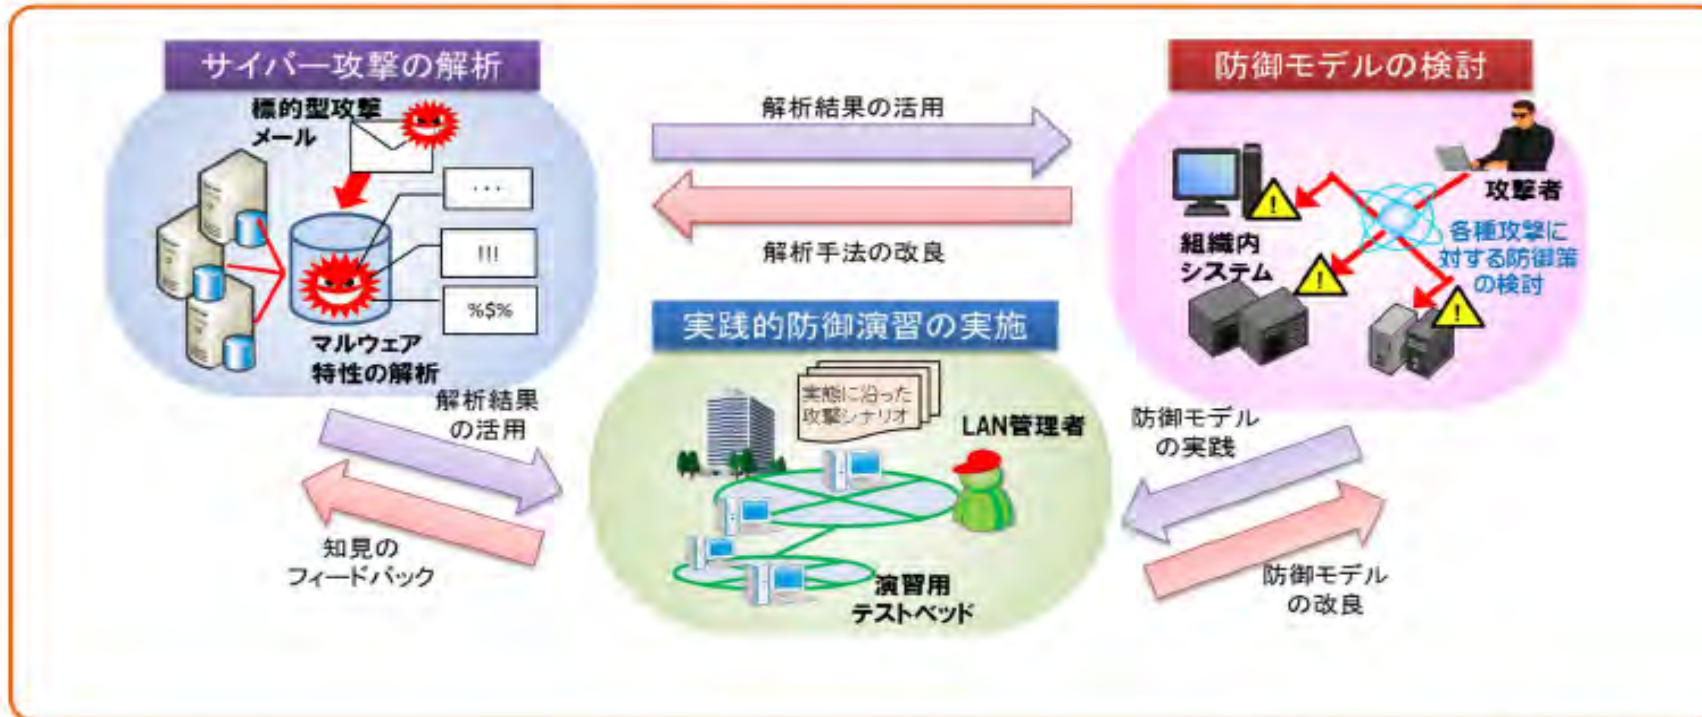 サイバー攻撃の解析
標的型攻撃
メール
...
!!!
%$%
マルウェア
特性の解析
解析結果の活用
解析手法の改良
防御モデルの検討
攻撃者
組織内
システム
各種攻撃に
対する防御策
の検討
実践的防御演習の実施
実態に沿った
攻撃シナリオ
LAN管理者
演習用
テストベッド
解析結果
の活用
知見の
フィードバック
防御モデル
の実践
防御モデル
の改良